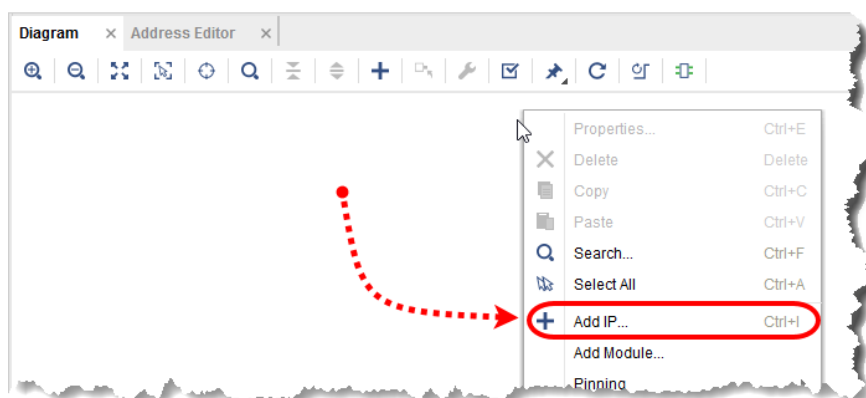 Diagram
Address Editor
Properties... Ctrl+E
Delete Delete
Copy Ctrl+C
Paste Ctrl+V
Search... Ctrl+F
Select All Ctrl+A
Add IP... Ctrl+I
Add Module...
Pinning